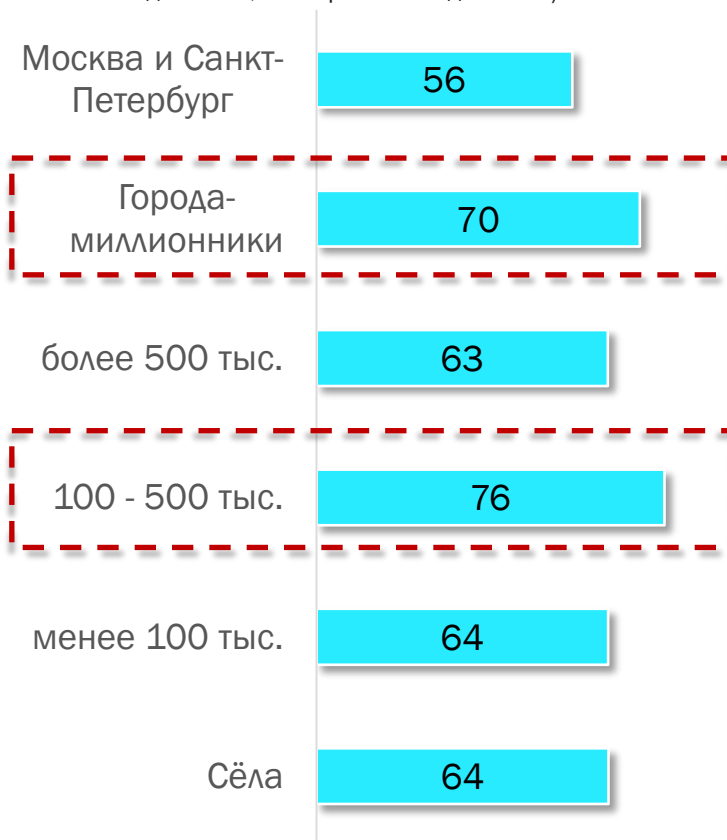 Москва и Санкт-
Петербург
56
Города-
миллионники
70
более 500 тыс.
63
100 - 500 тыс.
76
менее 100 тыс.
64
Сёла
64